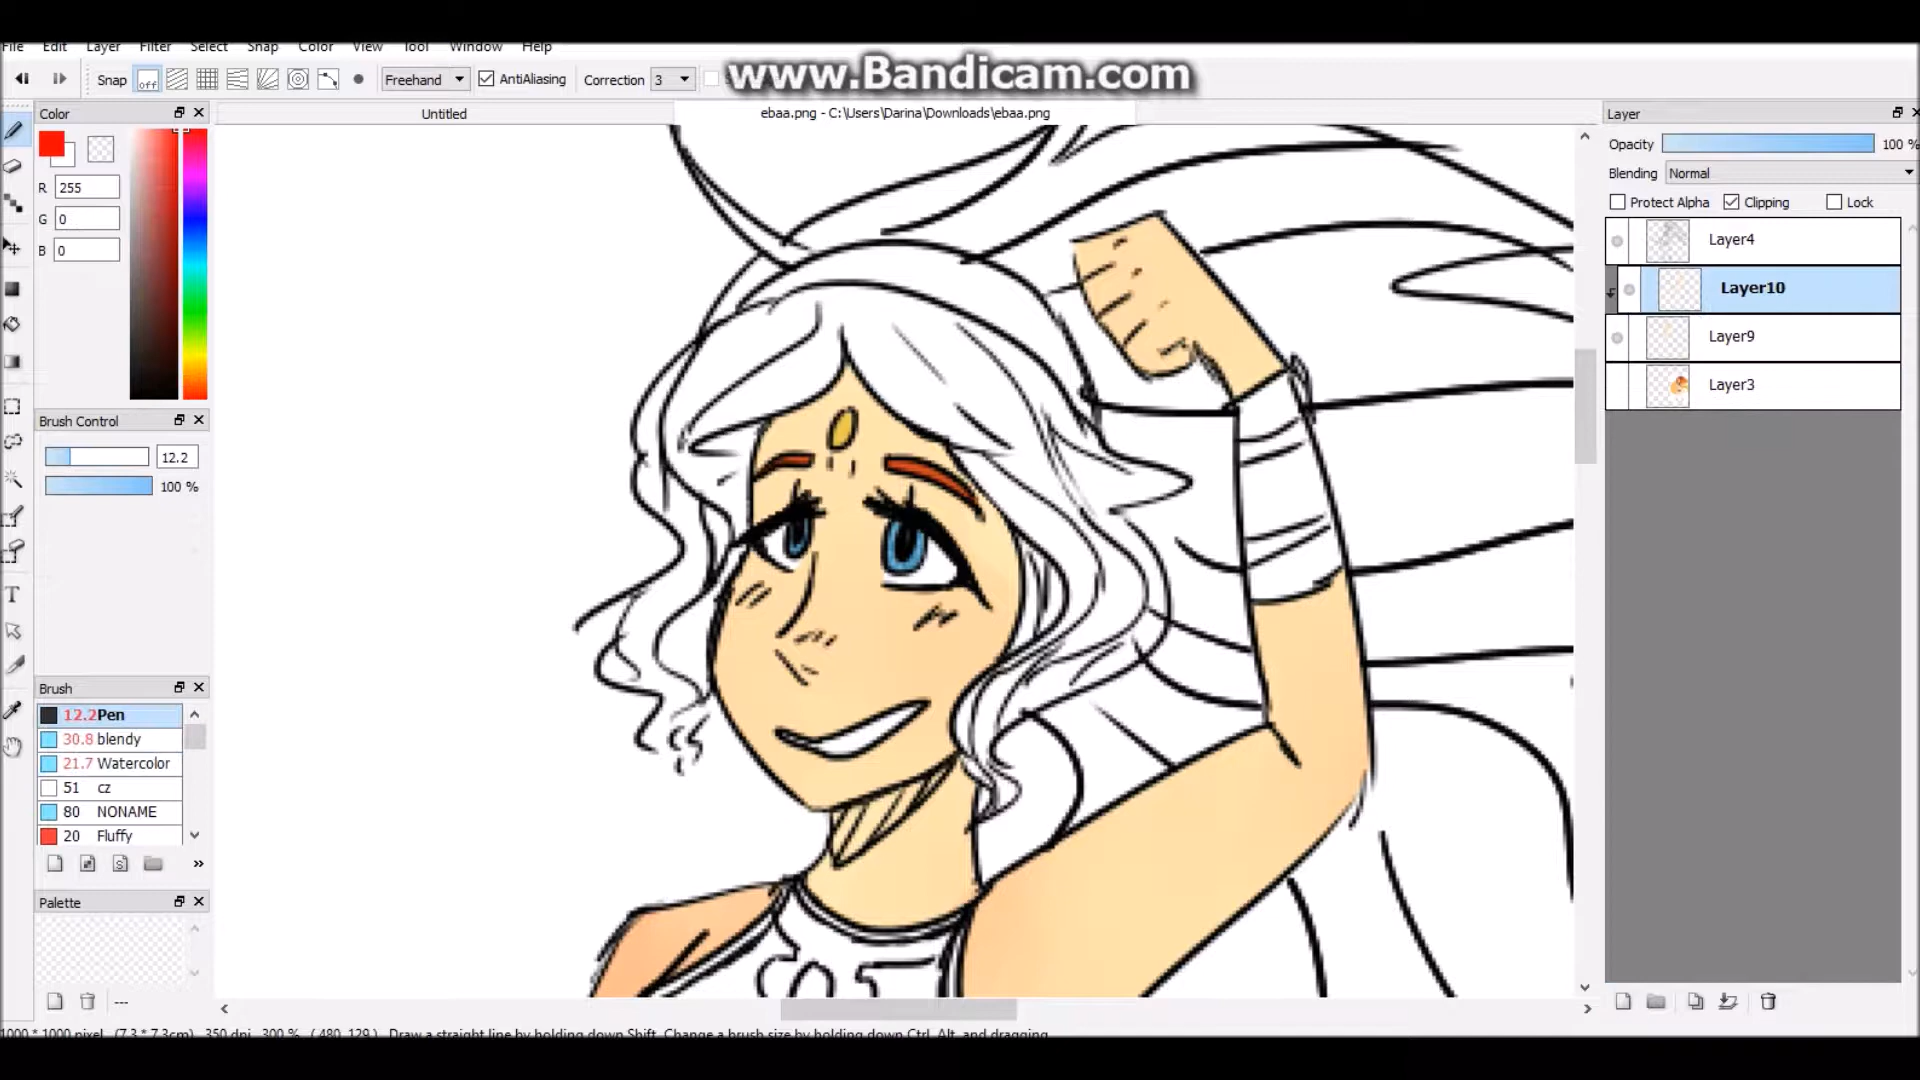 File Edit Layer Filter Select Snap Color View Tool Window Help
www.Bandicam.com
Snap off Freehand AntiAliasing Correction 3
Color
Untitled
ebaa.png - C:\Users\Darina\Downloads\ebaa.png
Layer
R 255
G 0
B 0
Opacity 100 %
Blending Normal
Protect Alpha Clipping Lock
Layer4
Layer10
Layer9
Layer3
Brush Control
12.2
100 %
Brush
12.2 Pen
30.8 blendy
21.7 Watercolor
51 cz
80 NONAME
20 Fluffy
Palette
---
1000 * 1000 pixel (7.3 * 7.3cm) 350 dpi 300 % ( 480, 129 ) Draw a straight line by holding down Shift, Change a brush size by holding down Ctrl, Alt, and dragging